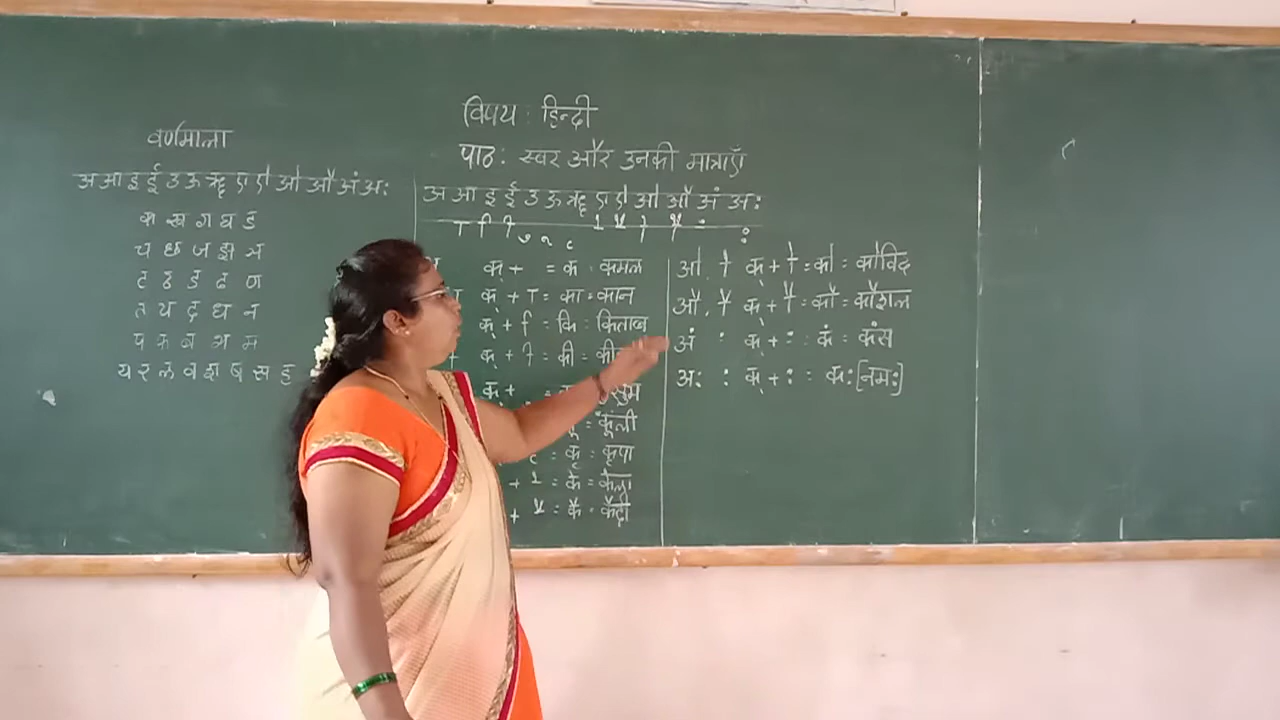 विषय : हिन्दी
पाठ: स्वर और उनकी मात्राएँ
वर्णमाला
अ आ इ ई उ ऊ ऋ ए ऐ ओ औ अं अः
क ख ग घ ङ
च छ ज झ ञ
ट ठ ड ढ ण
त थ द ध न
प फ ब भ म
य र ल व श ष स ह
अ आ इ ई उ ऊ ऋ ए ऐ ओ औ अं अः
ा ि ी ु ू ृ े ै ो ौ ं ः
क् + = क : कमल
क् + ा = का = कान
क् + ि = कि : किताब
क् + ी = की =
क् +
= कूली
= कृ = कृपा
+ े = के = केला
+ ै = कै = कैदी
ओ . ो क् + ो = को = कोविद
औ . ौ क् + ौ = कौ = कौशल
अं ं क् + ं : कं = कंस
अः : क् + ः : कः [नमः]